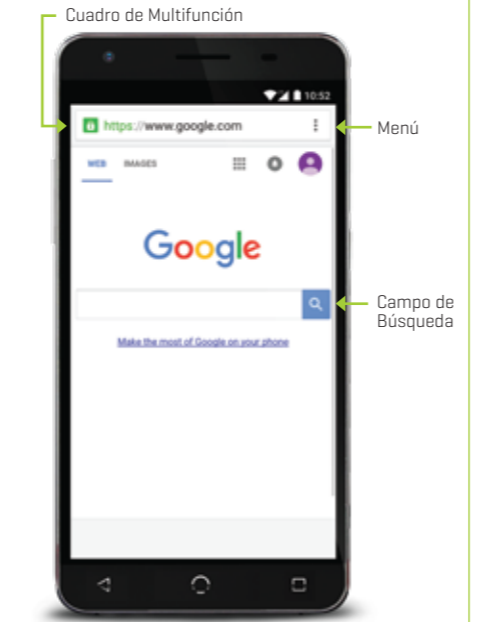 Cuadro de Multifunción
10:52
https://www.google.com
Menú
WEB IMAGES
Google
Campo de
Búsqueda
Make the most of Google on your phone